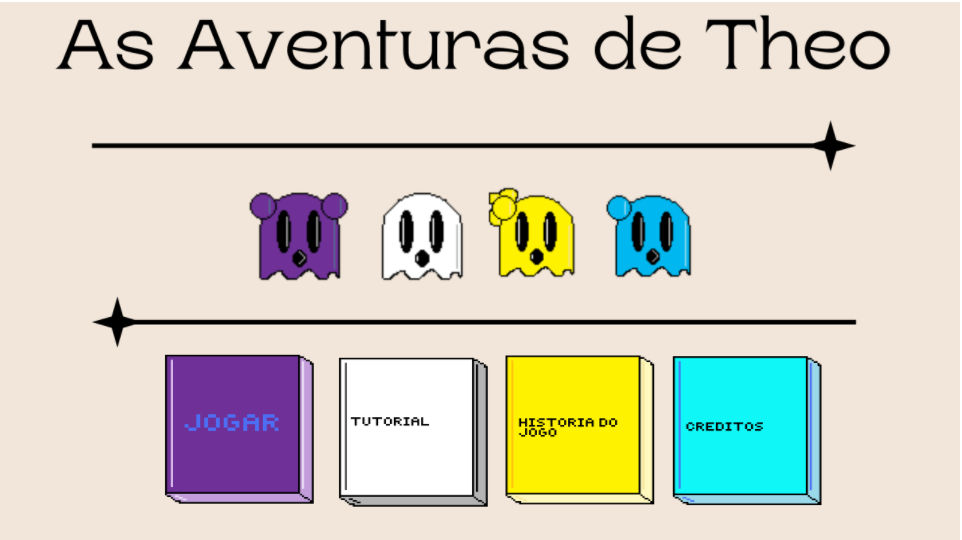 As Aventuras de Theo
JOGAR
TUTORIAL
HISTORIA DO
JOGO
CREDITOS